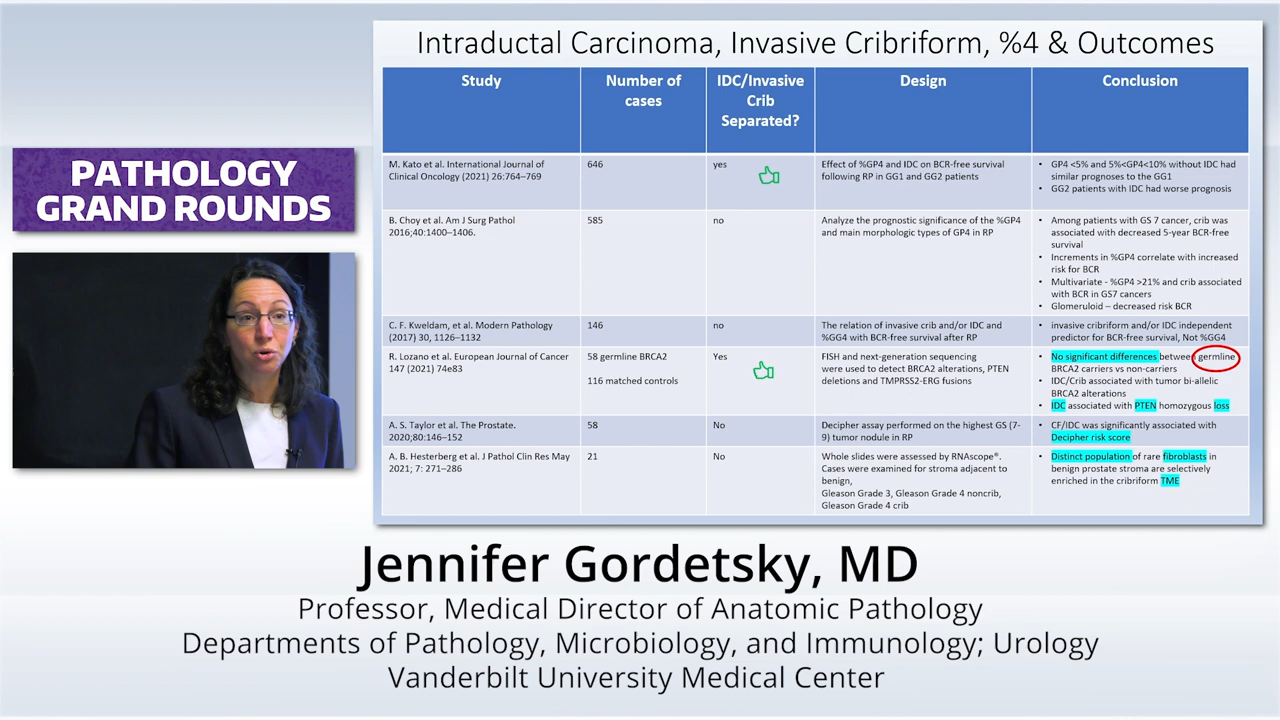 Intraductal Carcinoma, Invasive Cribriform, %4 & Outcomes
Study
Number of
cases
IDC/Invasive
Crib
Separated?
Design
Conclusion
M. Kato et al. International Journal of
Clinical Oncology (2021) 26:764–769
646
yes
Effect of %GP4 and IDC on BCR-free survival
following RP in GG1 and GG2 patients
• GP4 <5% and 5%<GP4<10% without IDC had
similar prognoses to the GG1
• GG2 patients with IDC had worse prognosis
B. Choy et al. Am J Surg Pathol
2016;40:1400–1406.
585
no
Analyze the prognostic significance of the %GP4
and main morphologic types of GP4 in RP
• Among patients with GS 7 cancer, crib was
associated with decreased 5-year BCR-free
survival
• Increments in %GP4 correlate with increased
risk for BCR
• Multivariate - %GP4 >21% and crib associated
with BCR in GS7 cancers
• Glomeruloid – decreased risk BCR
C. F. Kweldam, et al. Modern Pathology
(2017) 30, 1126–1132
146
no
The relation of invasive crib and/or IDC and
%GG4 with BCR-free survival after RP
• invasive cribriform and/or IDC independent
predictor for BCR-free survival, Not %GG4
R. Lozano et al. European Journal of Cancer
147 (2021) 74e83
58 germline BRCA2
116 matched controls
Yes
FISH and next-generation sequencing
were used to detect BRCA2 alterations, PTEN
deletions and TMPRSS2-ERG fusions
• No significant differences between germline
BRCA2 carriers vs non-carriers
• IDC/Crib associated with tumor bi-allelic
BRCA2 alterations
• IDC associated with PTEN homozygous loss
A. S. Taylor et al. The Prostate.
2020;80:146–152
58
No
Decipher assay performed on the highest GS (7-
9) tumor nodule in RP
• CF/IDC was significantly associated with
Decipher risk score
A. B. Hesterberg et al. J Pathol Clin Res May
2021; 7: 271–286
21
No
Whole slides were assessed by RNAscope®.
Cases were examined for stroma adjacent to
benign,
Gleason Grade 3, Gleason Grade 4 noncrib,
Gleason Grade 4 crib
• Distinct population of rare fibroblasts in
benign prostate stroma are selectively
enriched in the cribriform TME
PATHOLOGY
GRAND ROUNDS
Jennifer Gordetsky, MD
Professor, Medical Director of Anatomic Pathology
Departments of Pathology, Microbiology, and Immunology; Urology
Vanderbilt University Medical Center